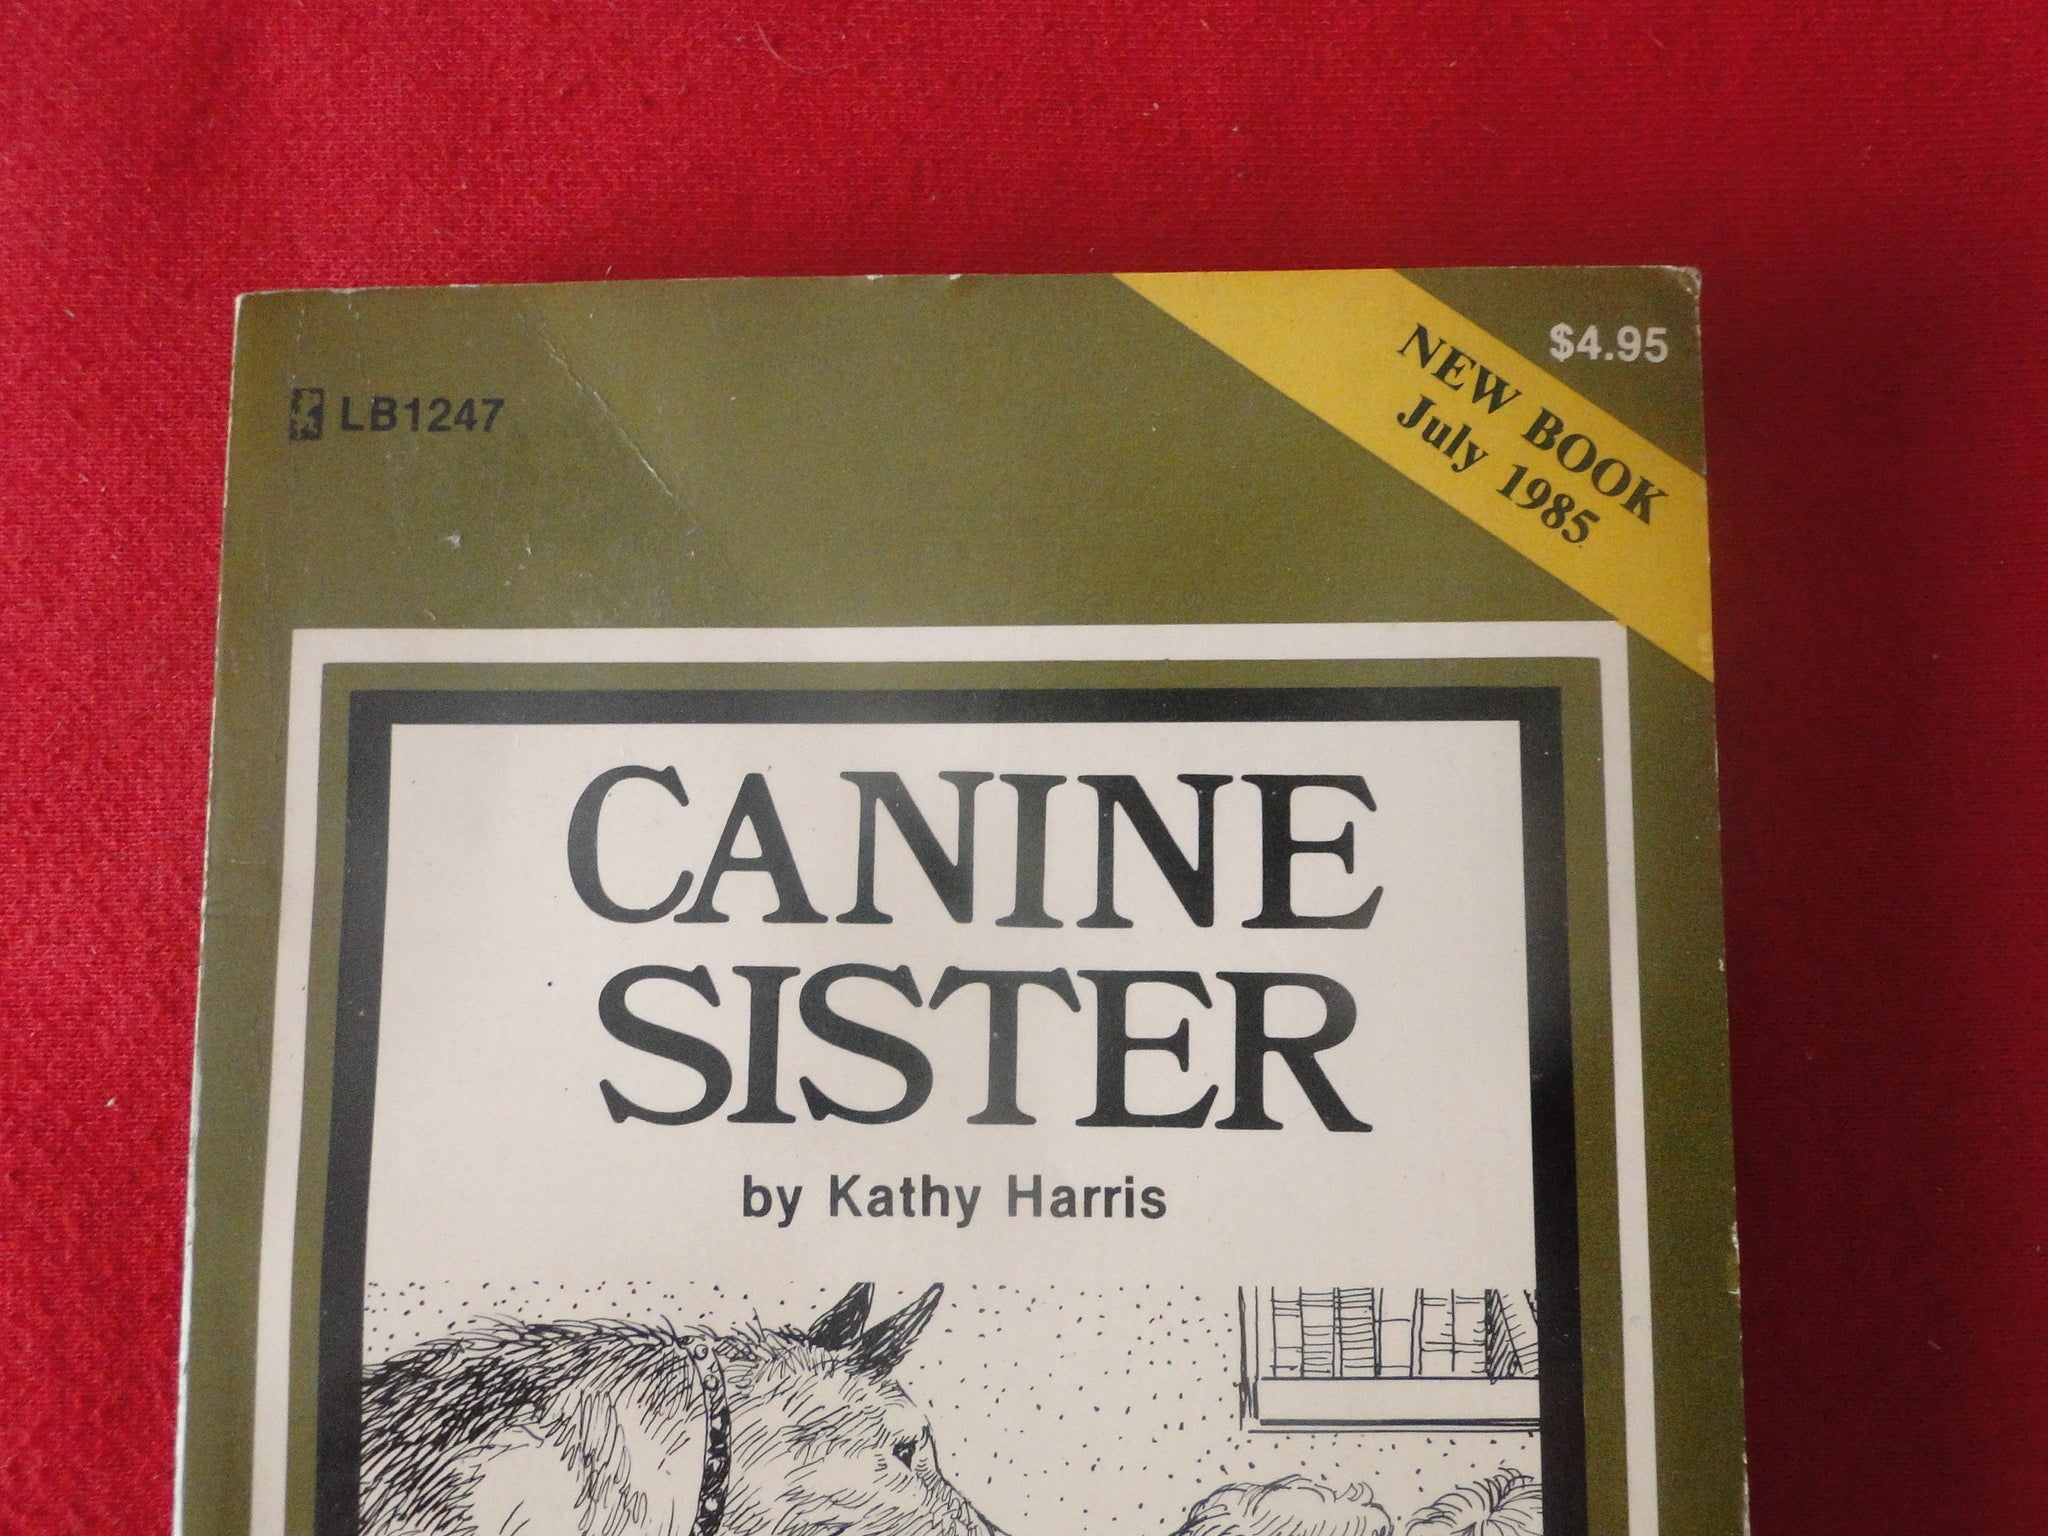 LB1247
$4.95
NEW BOOK
July 1985
CANINE
SISTER
by Kathy Harris